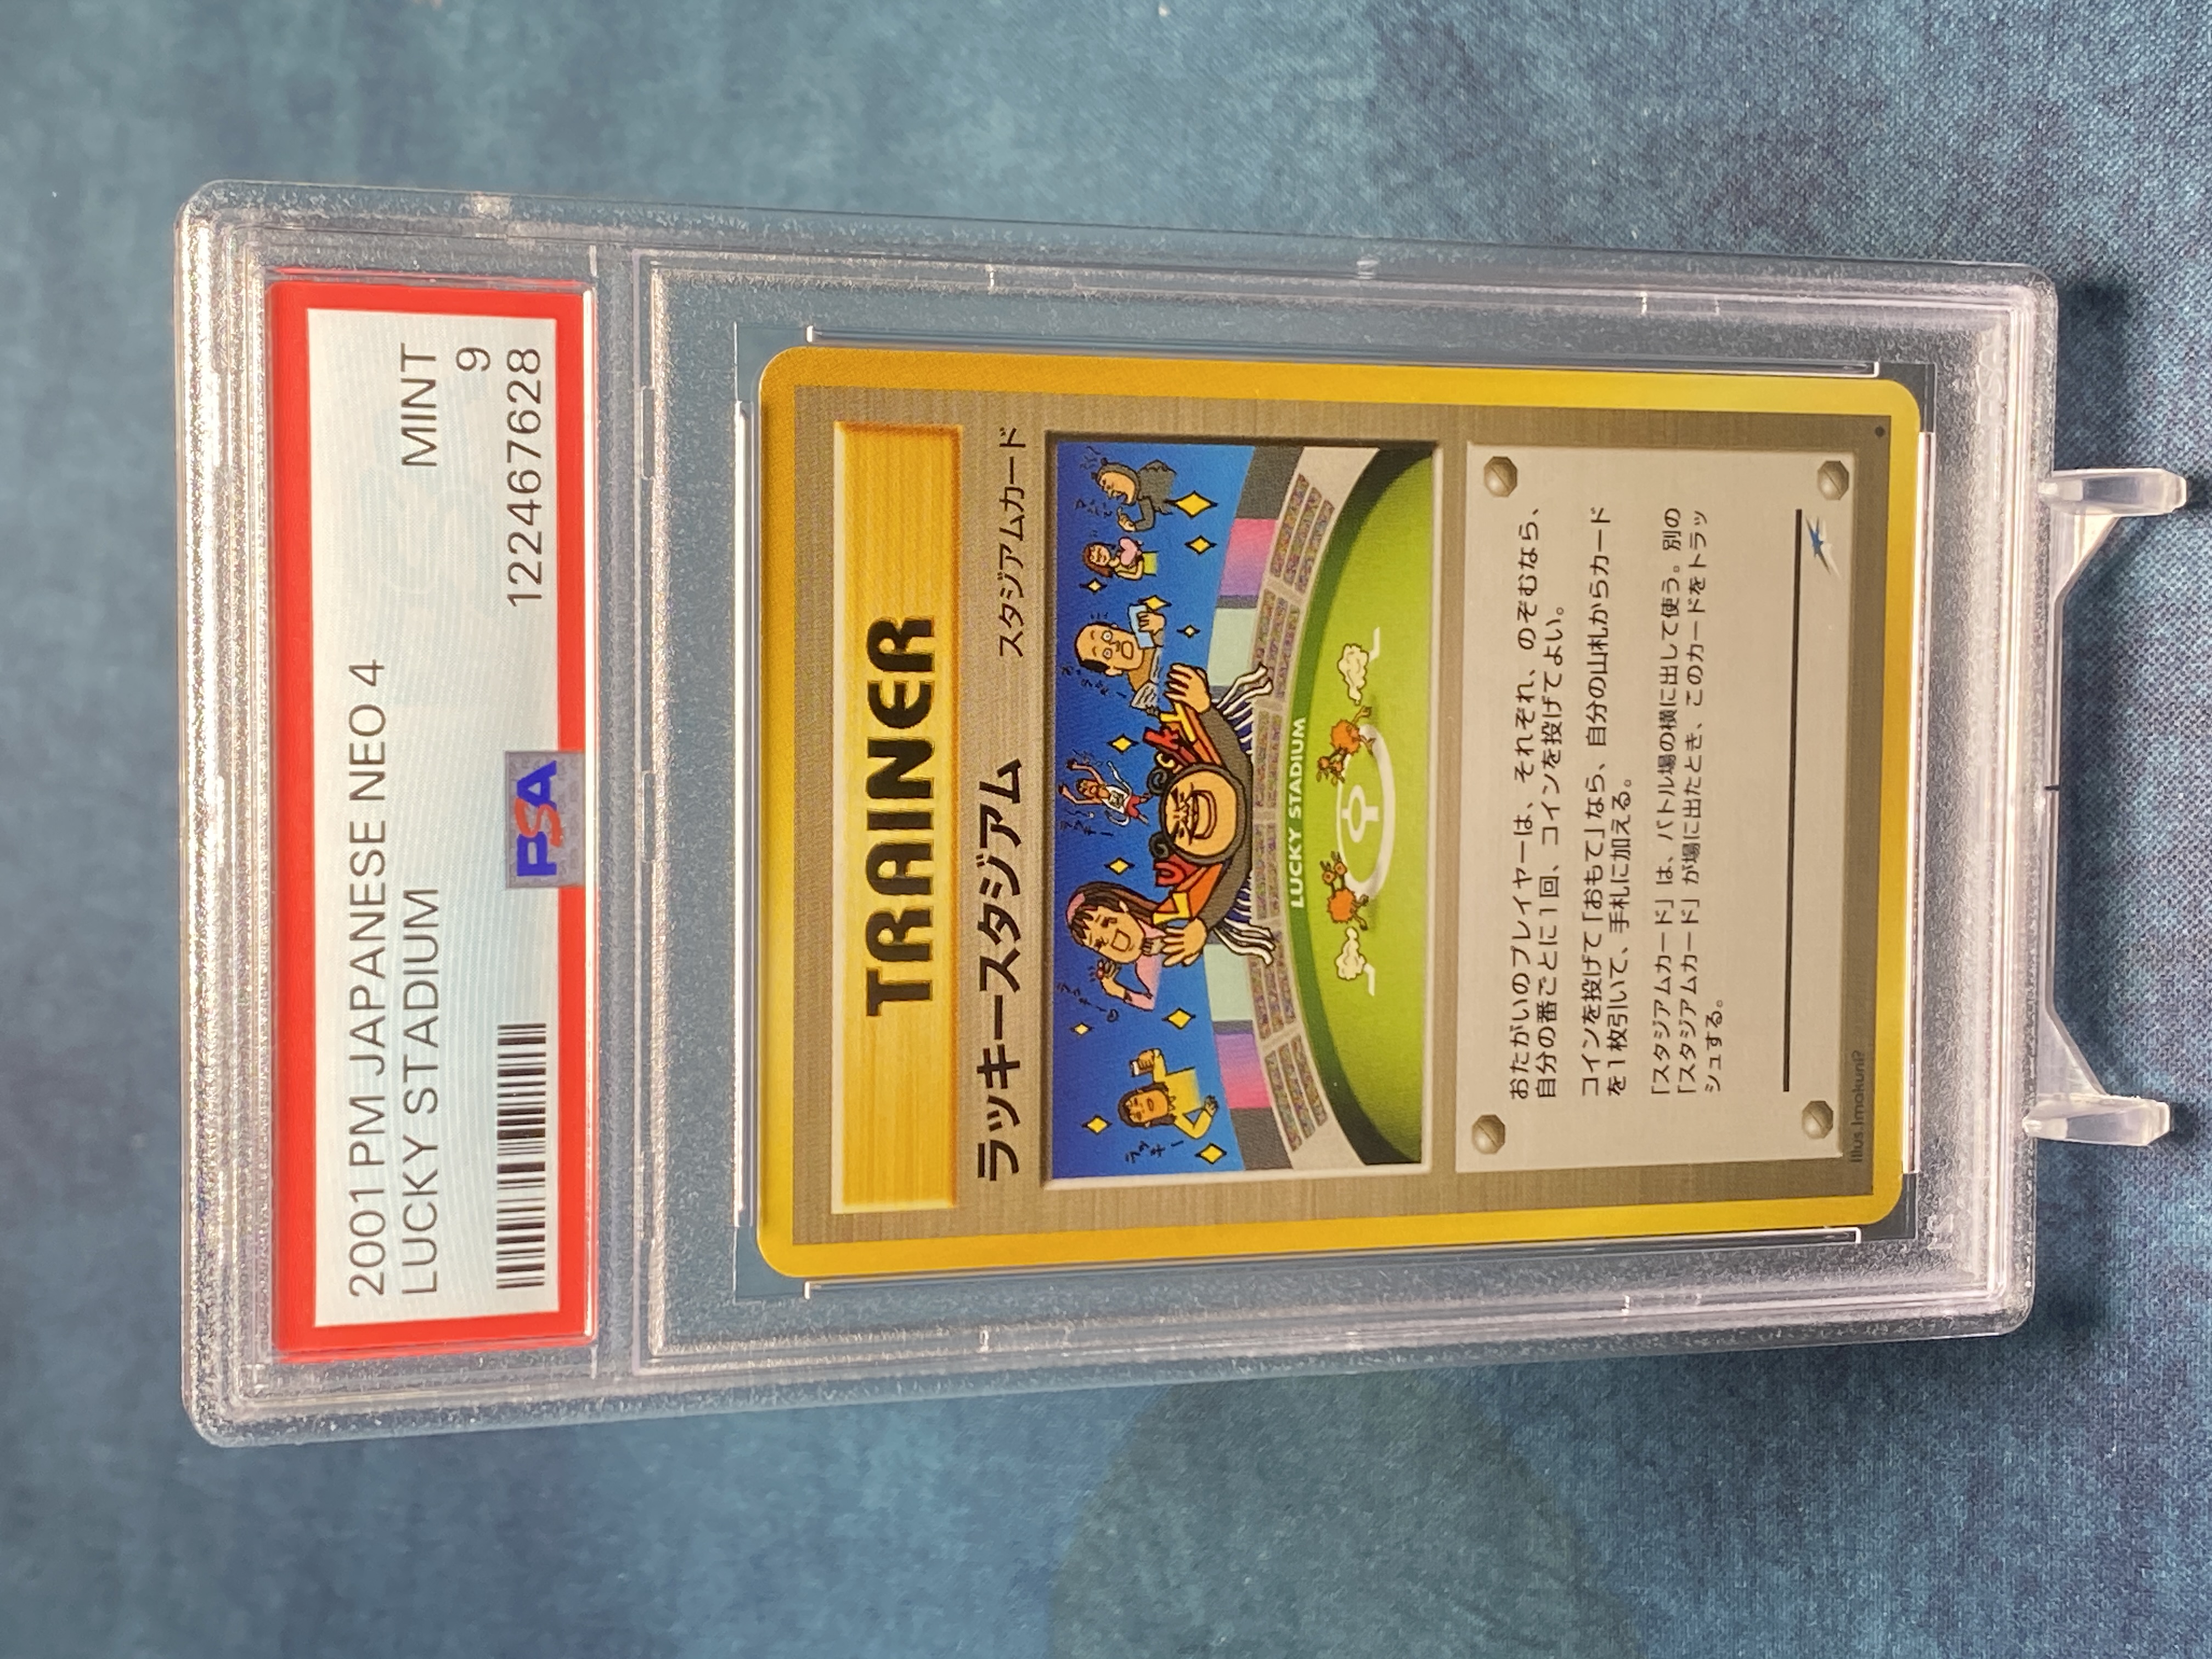 2001 PM JAPANESE NEO 4
LUCKY STADIUM MINT
9
PSA 122467628
TRAINER
ラッキースタジアム スタジアムカード
ラッキー
LUCKY
LUCKY STADIUM
おたがいのプレイヤーは、それぞれ、のぞむなら、
自分の番ごとに1回、コインを投げてよい。
コインを投げて「おもて」なら、自分の山札からカード
を1枚引いて、手札に加える。
「スタジアムカード」は、バトル場の横に出して使う。別の
「スタジアムカード」が場に出たとき、このカードをトラッ
シュする。
Illus.Imakuni?